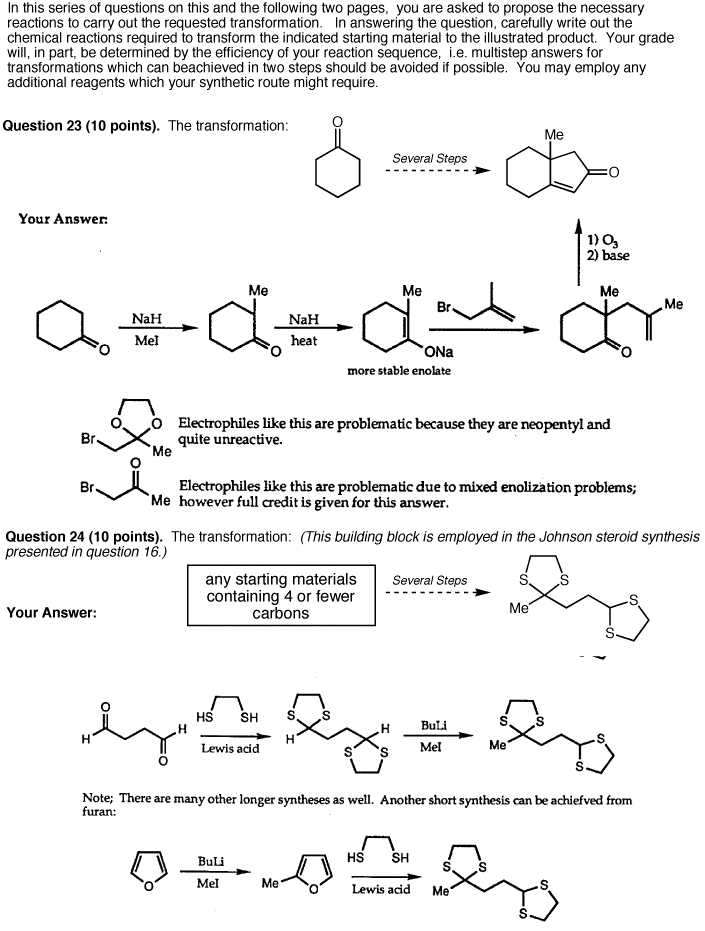 In this series of questions on this and the following two pages, you are asked to propose the necessary
reactions to carry out the requested transformation. In answering the question, carefully write out the
chemical reactions required to transform the indicated starting material to the illustrated product. Your grade
will, in part, be determined by the efficiency of your reaction sequence, i.e. multistep answers for
transformations which can beachieved in two steps should be avoided if possible. You may employ any
additional reagents which your synthetic route might require.
Question 23 (10 points). The transformation:
O
Several Steps
Me
O
Your Answer:
1) O3
2) base
O
NaH
MeI
Me
O
NaH
heat
Me
ONa
more stable enolate
Br
Me
Me
O
O O
Br
Me
Electrophiles like this are problematic because they are neopentyl and
quite unreactive.
O
Br
Me
Electrophiles like this are problematic due to mixed enolization problems;
however full credit is given for this answer.
Question 24 (10 points). The transformation: (This building block is employed in the Johnson steroid synthesis
presented in question 16.)
any starting materials
containing 4 or fewer
carbons
Several Steps
S S
Me
S
S
Your Answer:
O
H
H
O
HS SH
Lewis acid
S S
H
H
S S
BuLi
MeI
S S
Me
S
S
Note; There are many other longer syntheses as well. Another short synthesis can be achiefved from
furan:
O
BuLi
MeI
Me
O
HS SH
Lewis acid
S S
Me
S
S